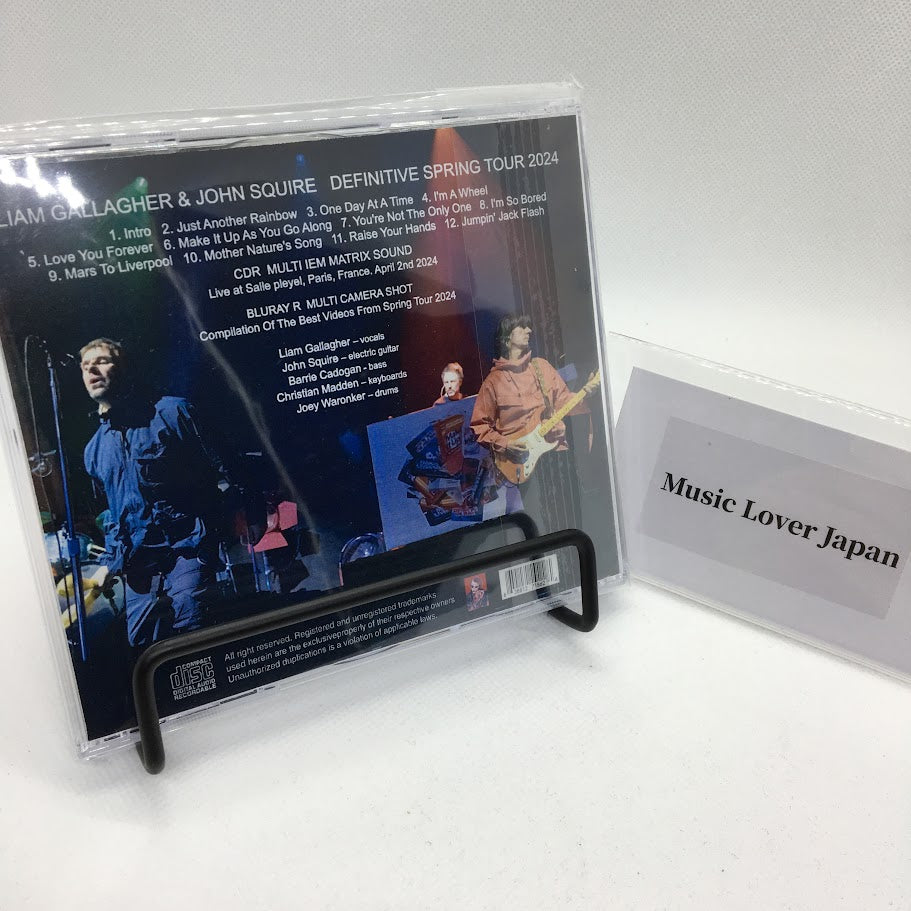 LIAM GALLAGHER & JOHN SQUIRE DEFINITIVE SPRING TOUR 2024
1. Intro 2. Just Another Rainbow 3. One Day At A Time 4. I'm A Wheel
5. Love You Forever 6. Make It Up As You Go Along 7. You're Not The Only One 8. I'm So Bored
9. Mars To Liverpool 10. Mother Nature's Song 11. Raise Your Hands 12. Jumpin' Jack Flash
CDR MULTI IEM MATRIX SOUND
Live at Salle pleyel, Paris, France, April 2nd 2024
BLURAY R MULTI CAMERA SHOT
Compilation Of The Best Videos From Spring Tour 2024
Liam Gallagher – vocals
John Squire – electric guitar
Barrie Cadogan - bass
Christian Madden – keyboards
Joey Waronker – drums
All right reserved. Registered and unregistered trademarks
used herein are the exclusiveproperty of their respective owners
Unauthorized duplications is a violation of applicable laws.
COMPACT
disc
DIGITAL AUDIO
RECORDABLE
Music Lover Japan